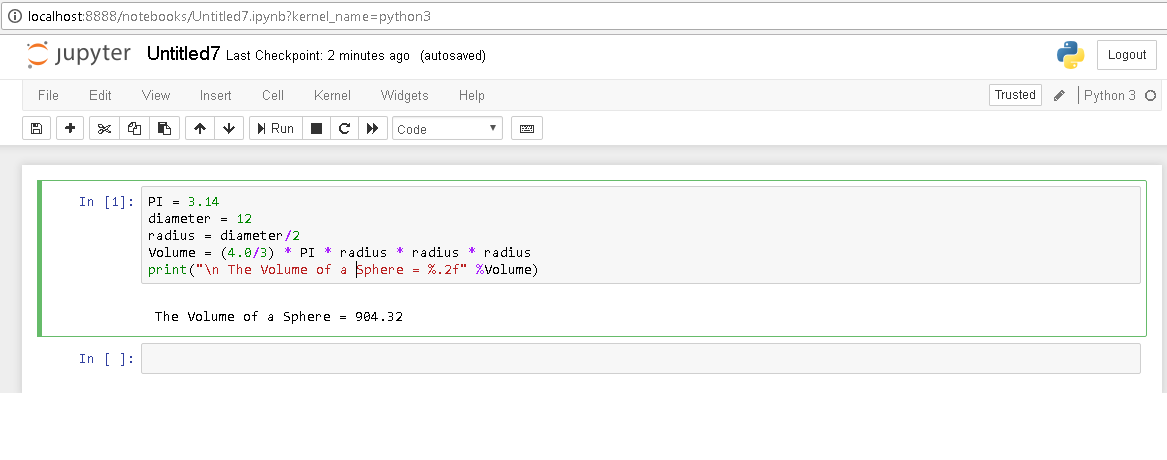 localhost:8888/notebooks/Untitled7.ipynb?kernel_name=python3
jupyter Untitled7 Last Checkpoint: 2 minutes ago (autosaved)
Logout
File Edit View Insert Cell Kernel Widgets Help
Trusted Python 3
Run Code
In [1]: PI = 3.14
diameter = 12
radius = diameter/2
Volume = (4.0/3) * PI * radius * radius * radius
print("\n The Volume of a Sphere = %.2f" %Volume)
The Volume of a Sphere = 904.32
In [ ]: